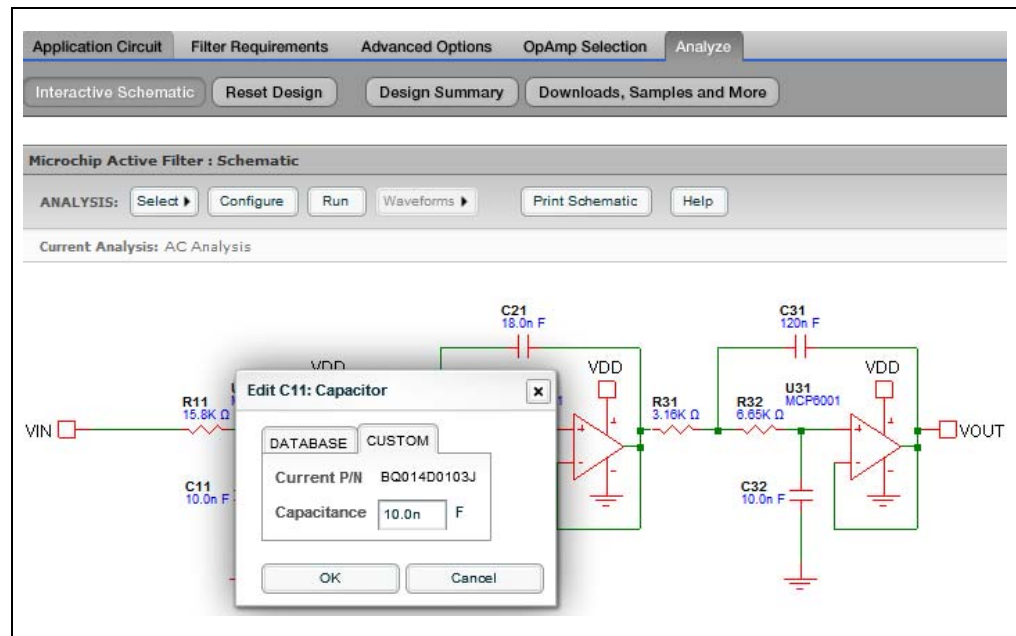 Application Circuit Filter Requirements Advanced Options OpAmp Selection Analyze
Interactive Schematic Reset Design Design Summary Downloads, Samples and More
Microchip Active Filter : Schematic
ANALYSIS: Select Configure Run Waveforms Print Schematic Help
Current Analysis: AC Analysis
C21
18.0n F
C31
120n F
VDD
VDD
VDD
Edit C11: Capacitor
R11
15.8K Ω
R31
3.16K Ω
R32
6.65K Ω
U31
MCP6001
VIN
VOUT
DATABASE CUSTOM
Current P/N BQ014D0103J
Capacitance 10.0n F
C11
10.0n F
C32
10.0n F
OK Cancel